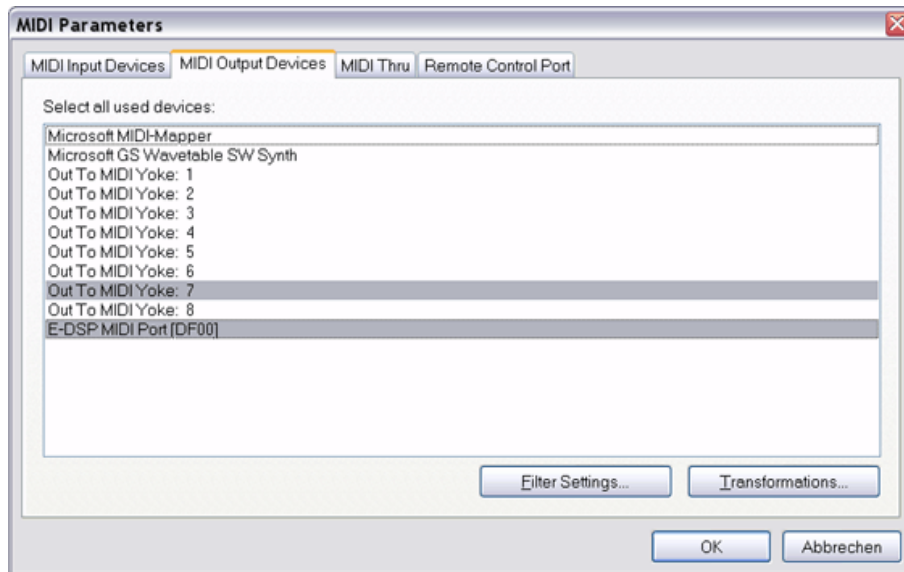 MIDI Parameters
MIDI Input Devices MIDI Output Devices MIDI Thru Remote Control Port
Select all used devices:
Microsoft MIDI-Mapper
Microsoft GS Wavetable SW Synth
Out To MIDI Yoke: 1
Out To MIDI Yoke: 2
Out To MIDI Yoke: 3
Out To MIDI Yoke: 4
Out To MIDI Yoke: 5
Out To MIDI Yoke: 6
Out To MIDI Yoke: 7
Out To MIDI Yoke: 8
E-DSP MIDI Port [DF00]
Filter Settings... Transformations...
OK Abbrechen